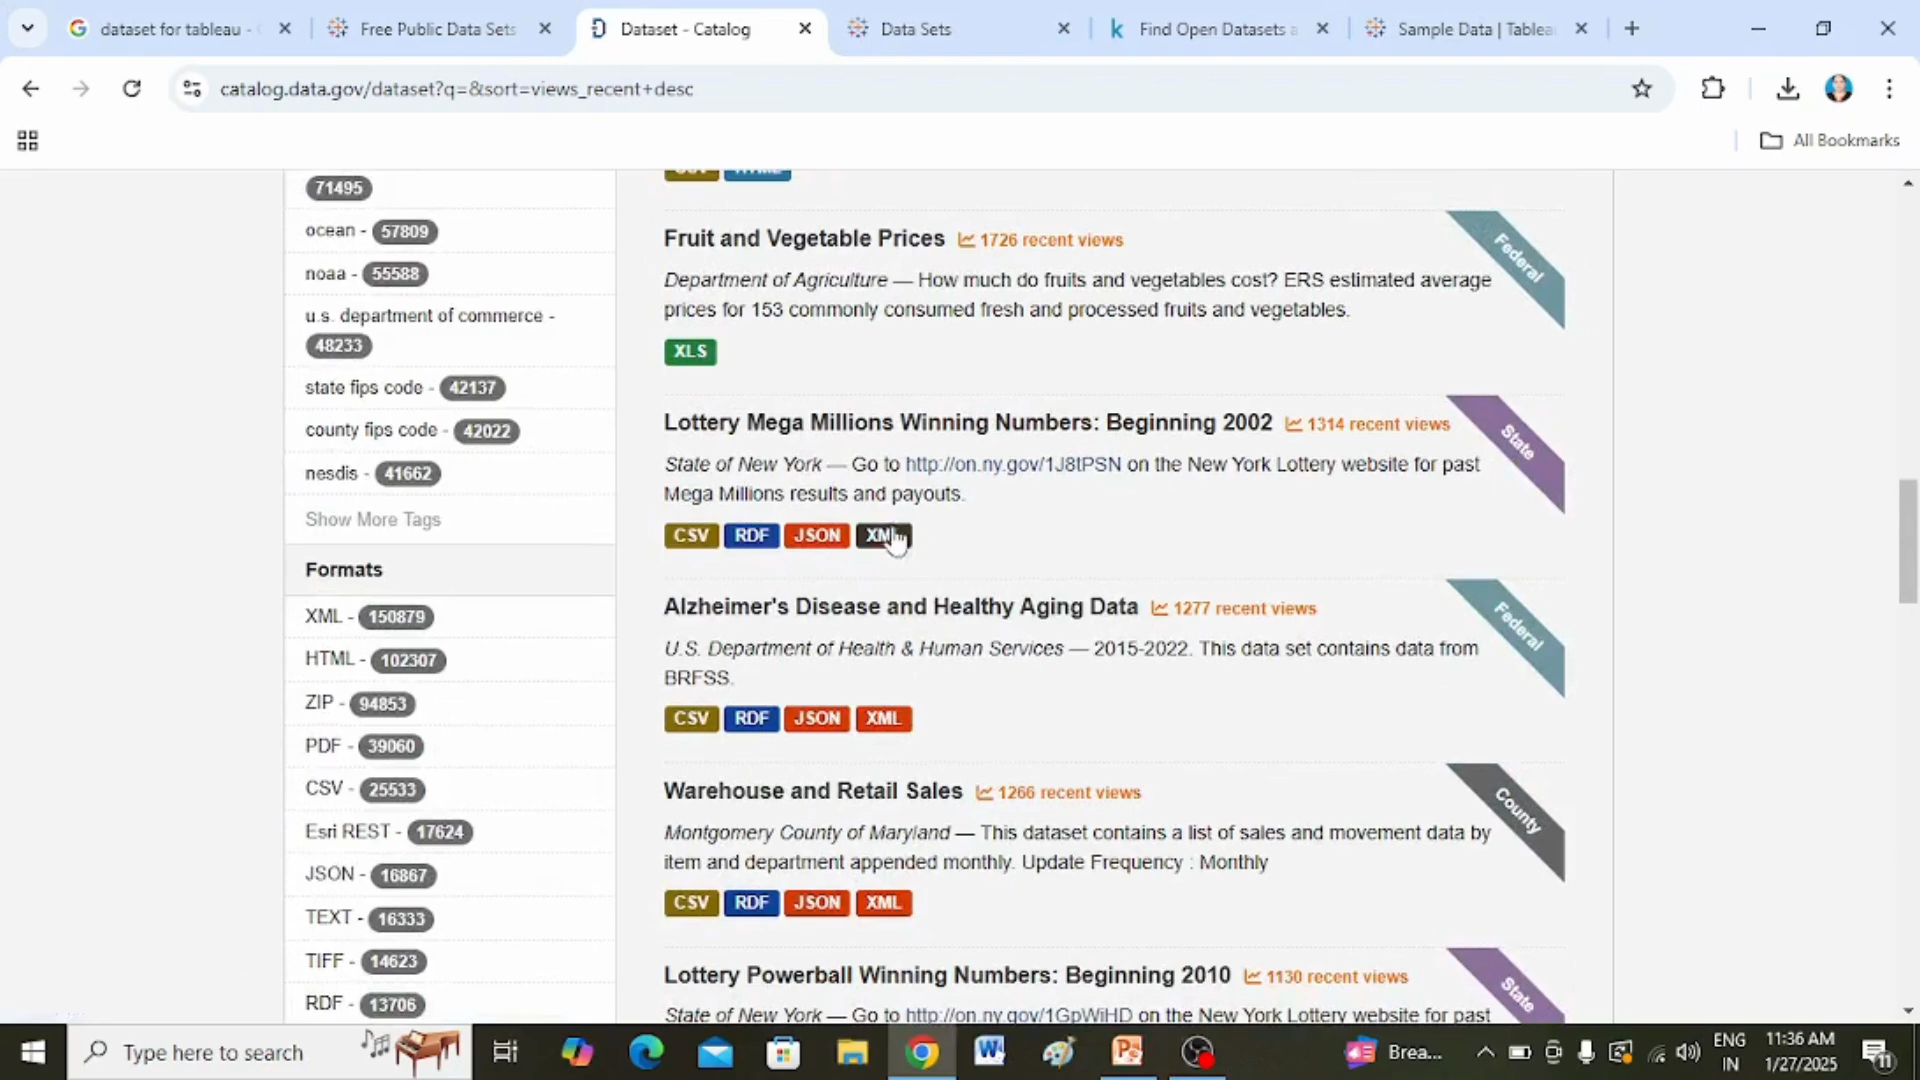 dataset for tableau -
Free Public Data Sets
Dataset - Catalog
Data Sets
Find Open Datasets a
Sample Data | Tablea
catalog.data.gov/dataset?q=&sort=views_recent+desc
All Bookmarks
71495
ocean - 57809
noaa - 55588
u.s. department of commerce -
48233
state fips code - 42137
county fips code - 42022
nesdis - 41662
Show More Tags
Formats
XML - 150879
HTML - 102307
ZIP - 94853
PDF - 39060
CSV - 25533
Esri REST - 17624
JSON - 16867
TEXT - 16333
TIFF - 14623
RDF - 13706
CSV HTML
Fruit and Vegetable Prices 1726 recent views
Federal
Department of Agriculture — How much do fruits and vegetables cost? ERS estimated average
prices for 153 commonly consumed fresh and processed fruits and vegetables.
XLS
Lottery Mega Millions Winning Numbers: Beginning 2002 1314 recent views
State
State of New York — Go to http://on.ny.gov/1J8tPSN on the New York Lottery website for past
Mega Millions results and payouts.
CSV RDF JSON XML
Alzheimer's Disease and Healthy Aging Data 1277 recent views
Federal
U.S. Department of Health & Human Services — 2015-2022. This data set contains data from
BRFSS.
CSV RDF JSON XML
Warehouse and Retail Sales 1266 recent views
County
Montgomery County of Maryland — This dataset contains a list of sales and movement data by
item and department appended monthly. Update Frequency : Monthly
CSV RDF JSON XML
Lottery Powerball Winning Numbers: Beginning 2010 1130 recent views
State
State of New York — Go to http://on.ny.gov/1GpWiHD on the New York Lottery website for past
Type here to search
Brea...
ENG
IN
11:36 AM
1/27/2025
11